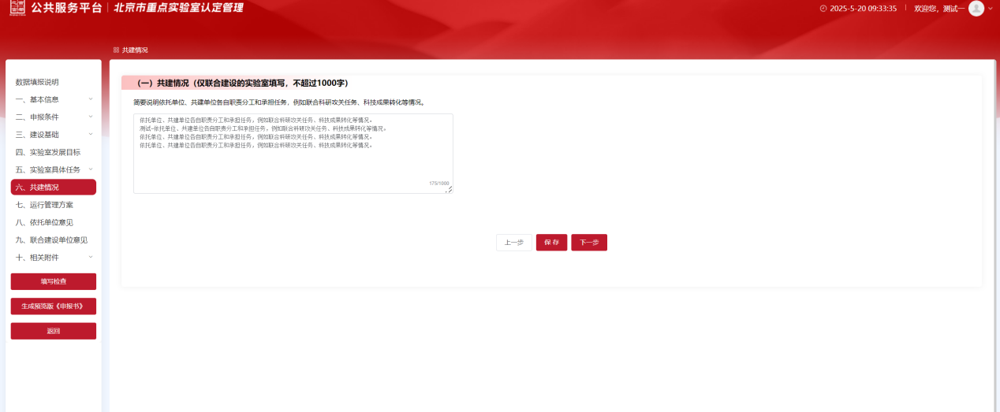 公共服务平台 北京市重点实验室认定管理
2025-5-20 09:33:35 欢迎您，测试一
共建情况
数据填报说明
一、基本信息
二、申报条件
三、建设基础
四、实验室发展目标
五、实验室具体任务
六、共建情况
七、运行管理方案
八、依托单位意见
九、联合建设单位意见
十、相关附件
填写检查
生成预览版《申报书》
返回
（一）共建情况（仅联合建设的实验室填写，不超过1000字）
简要说明依托单位、共建单位各自职责分工和承担任务，例如联合科研攻关任务、科技成果转化等情况。
依托单位、共建单位各自职责分工和承担任务，例如联合科研攻关任务、科技成果转化等情况。
测试-依托单位、共建单位各自职责分工和承担任务，例如联合科研攻关任务、科技成果转化等情况。
依托单位、共建单位各自职责分工和承担任务，例如联合科研攻关任务、科技成果转化等情况。
依托单位、共建单位各自职责分工和承担任务，例如联合科研攻关任务、科技成果转化等情况。
175/1000
上一步 保存 下一步